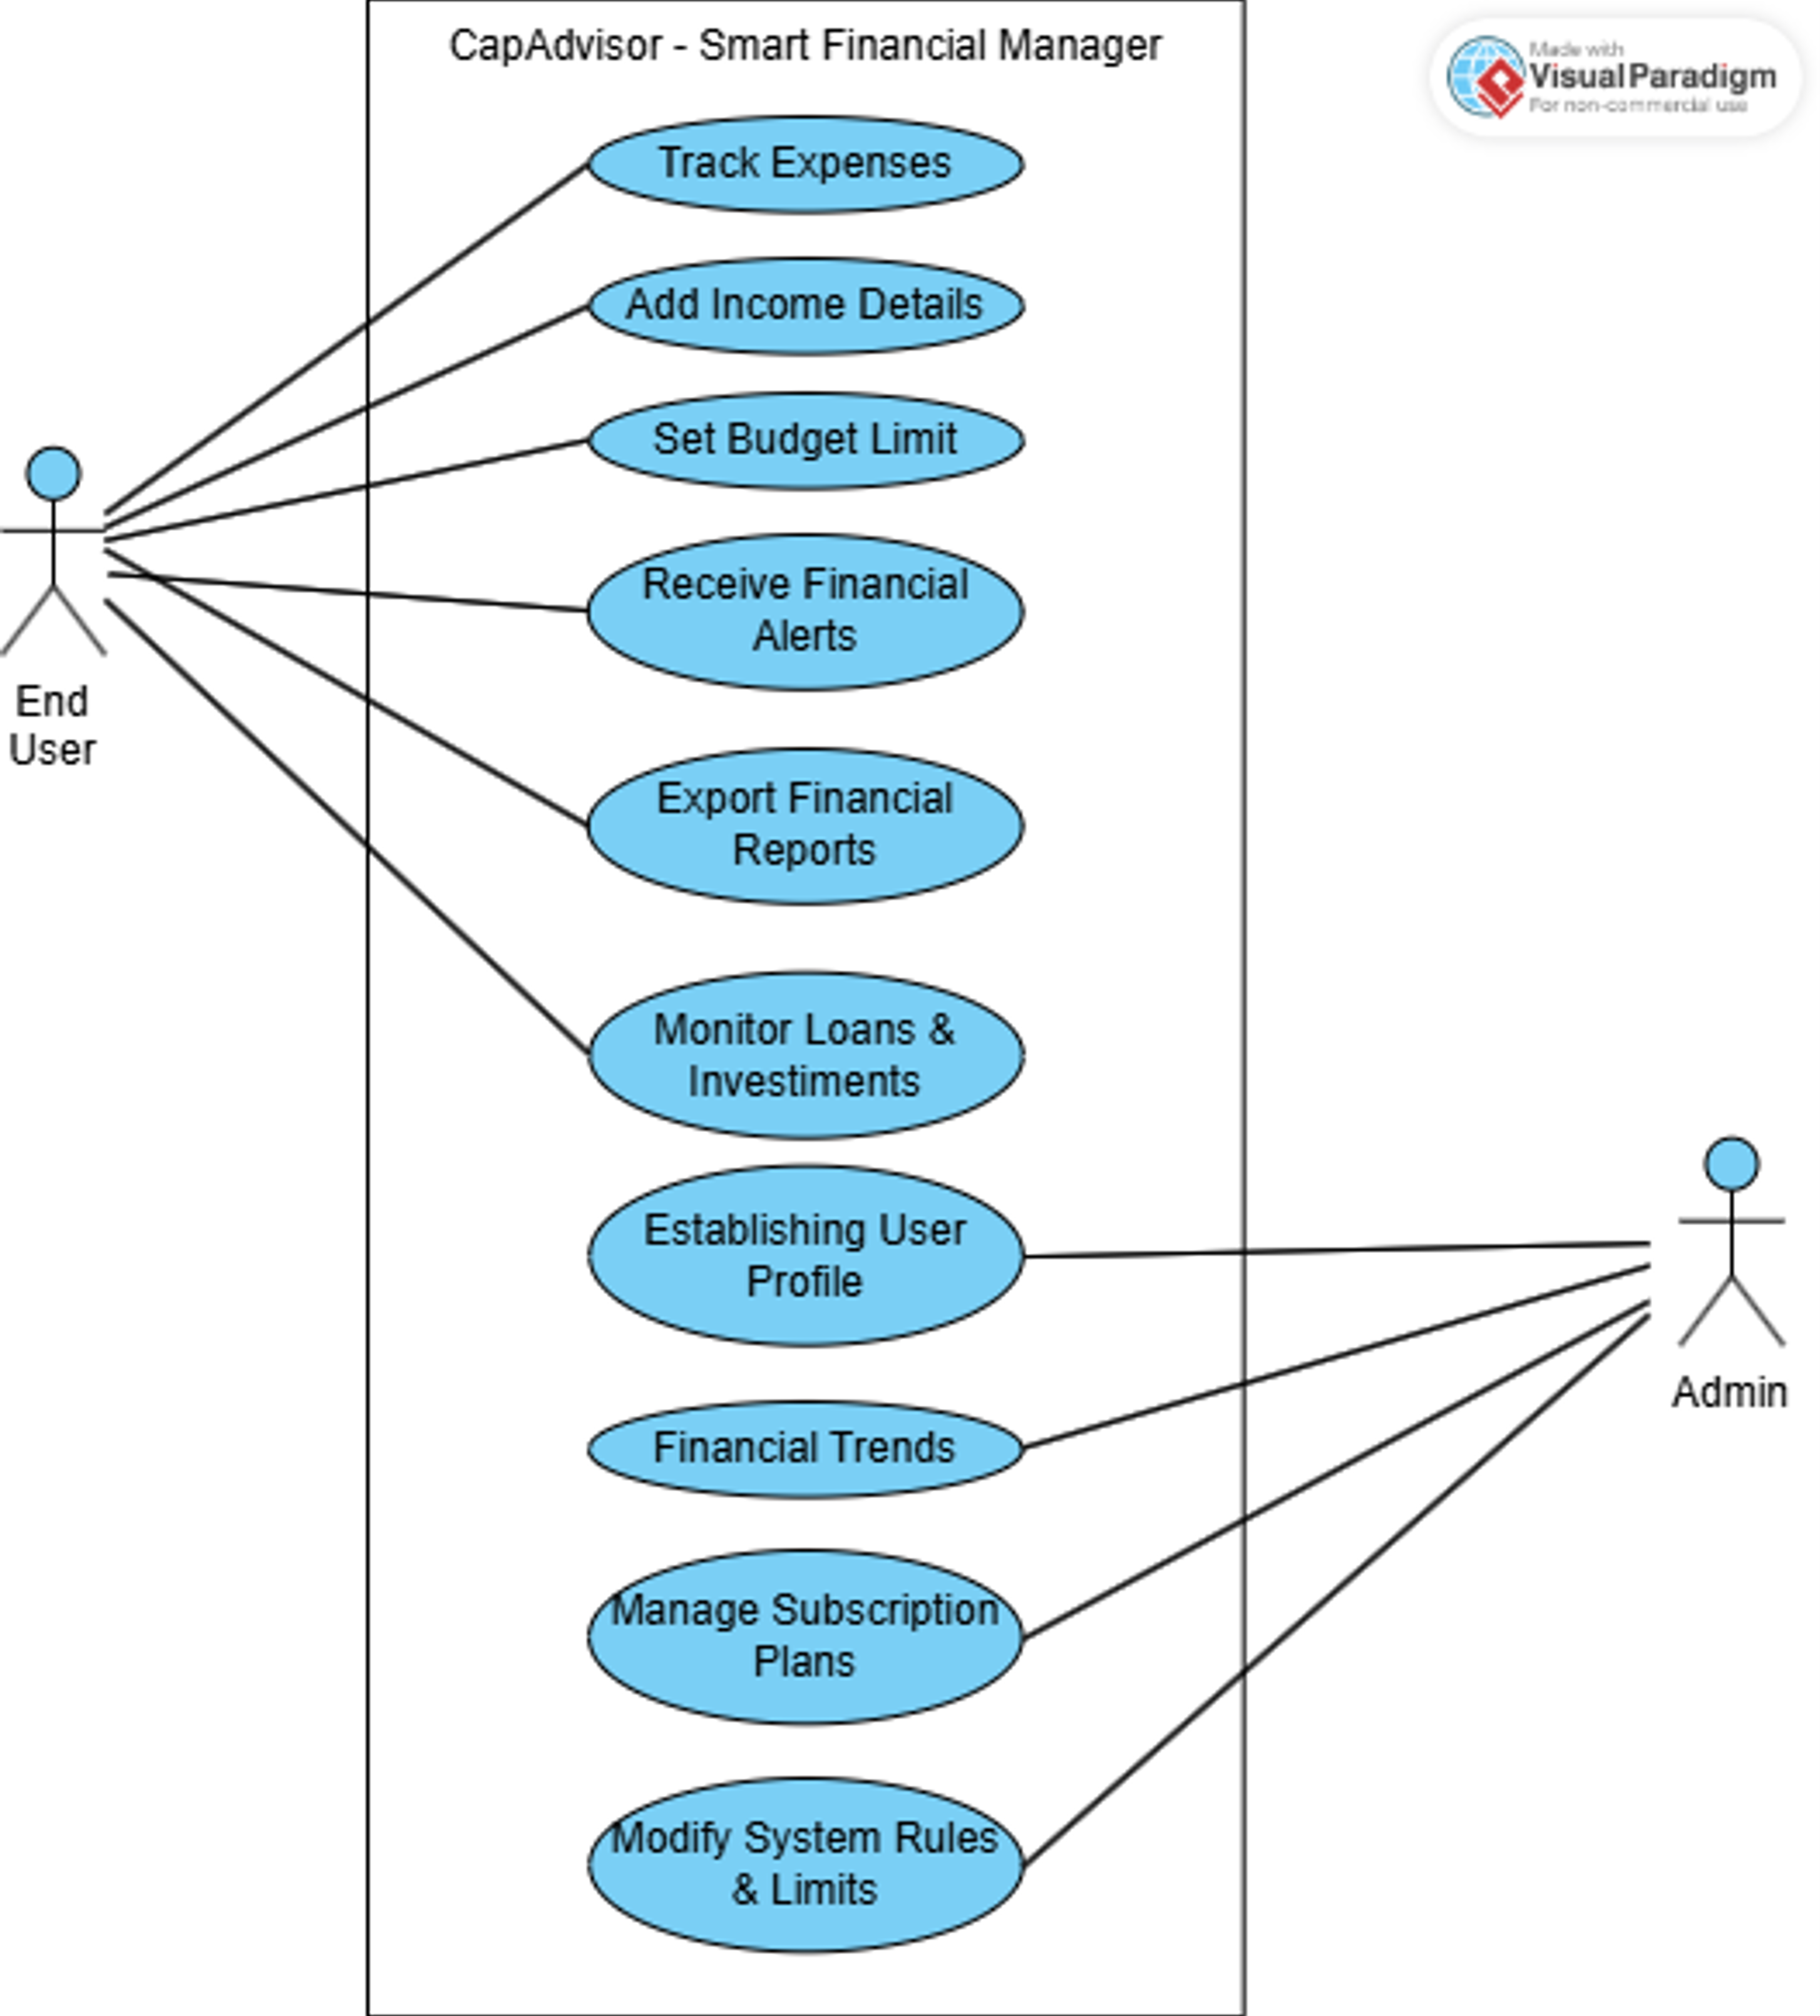 CapAdvisor - Smart Financial Manager
Made with
Visual Paradigm
For non-commercial use
Track Expenses
Add Income Details
Set Budget Limit
Receive Financial
Alerts
End
User
Export Financial
Reports
Monitor Loans &
Investiments
Establishing User
Profile
Admin
Financial Trends
Manage Subscription
Plans
Modify System Rules
& Limits